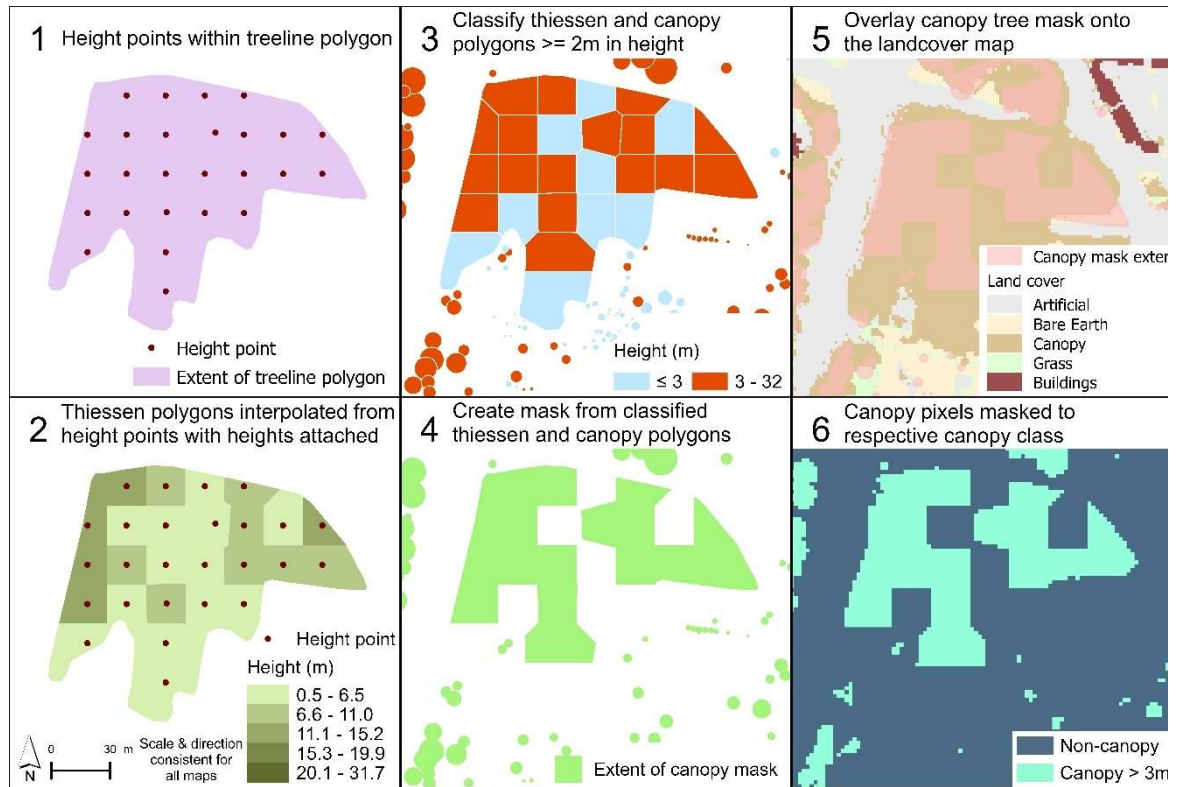 1 Height points within treeline polygon
Height point
Extent of treeline polygon
2 Thiessen polygons interpolated from
height points with heights attached
Height point
Height (m)
0.5 - 6.5
6.6 - 11.0
11.1 - 15.2
15.3 - 19.9
20.1 - 31.7
N
0 30 m
Scale & direction
consistent for
all maps
3 Classify thiessen and canopy
polygons >= 2m in height
Height (m)
≤ 3 3 - 32
4 Create mask from classified
thiessen and canopy polygons
Extent of canopy mask
5 Overlay canopy tree mask onto
the landcover map
Canopy mask exten
Land cover
Artificial
Bare Earth
Canopy
Grass
Buildings
6 Canopy pixels masked to
respective canopy class
Non-canopy
Canopy > 3m